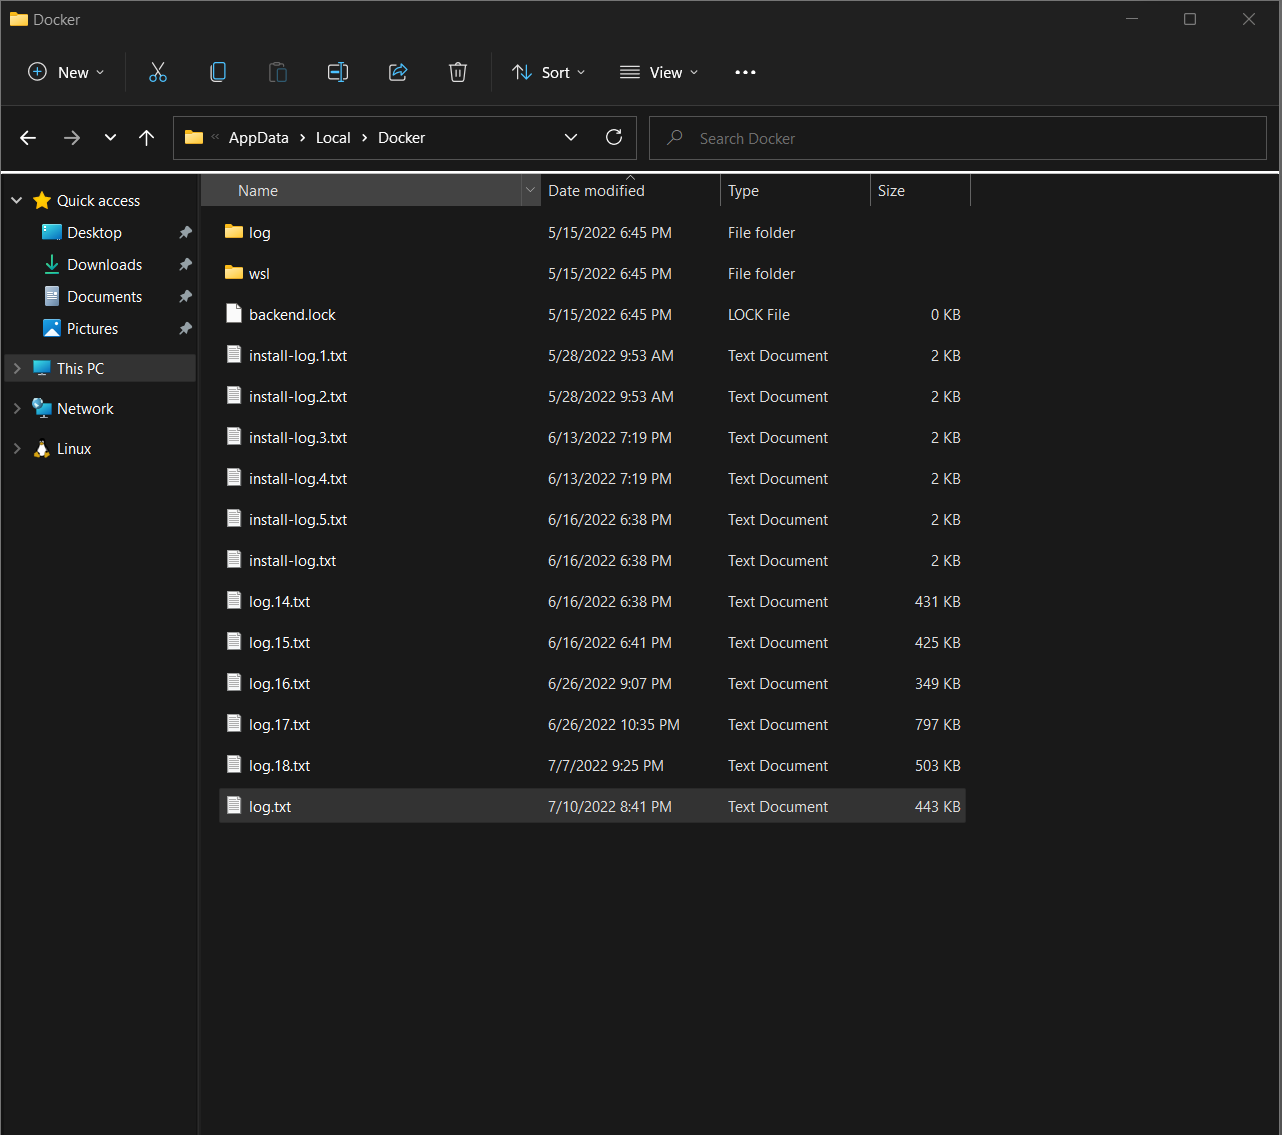 Docker
New
Sort
View
AppData > Local > Docker
Search Docker
Name Date modified Type Size
Quick access
Desktop
Downloads
Documents
Pictures
This PC
Network
Linux
log 5/15/2022 6:45 PM File folder
wsl 5/15/2022 6:45 PM File folder
backend.lock 5/15/2022 6:45 PM LOCK File 0 KB
install-log.1.txt 5/28/2022 9:53 AM Text Document 2 KB
install-log.2.txt 5/28/2022 9:53 AM Text Document 2 KB
install-log.3.txt 6/13/2022 7:19 PM Text Document 2 KB
install-log.4.txt 6/13/2022 7:19 PM Text Document 2 KB
install-log.5.txt 6/16/2022 6:38 PM Text Document 2 KB
install-log.txt 6/16/2022 6:38 PM Text Document 2 KB
log.14.txt 6/16/2022 6:38 PM Text Document 431 KB
log.15.txt 6/16/2022 6:41 PM Text Document 425 KB
log.16.txt 6/26/2022 9:07 PM Text Document 349 KB
log.17.txt 6/26/2022 10:35 PM Text Document 797 KB
log.18.txt 7/7/2022 9:25 PM Text Document 503 KB
log.txt 7/10/2022 8:41 PM Text Document 443 KB